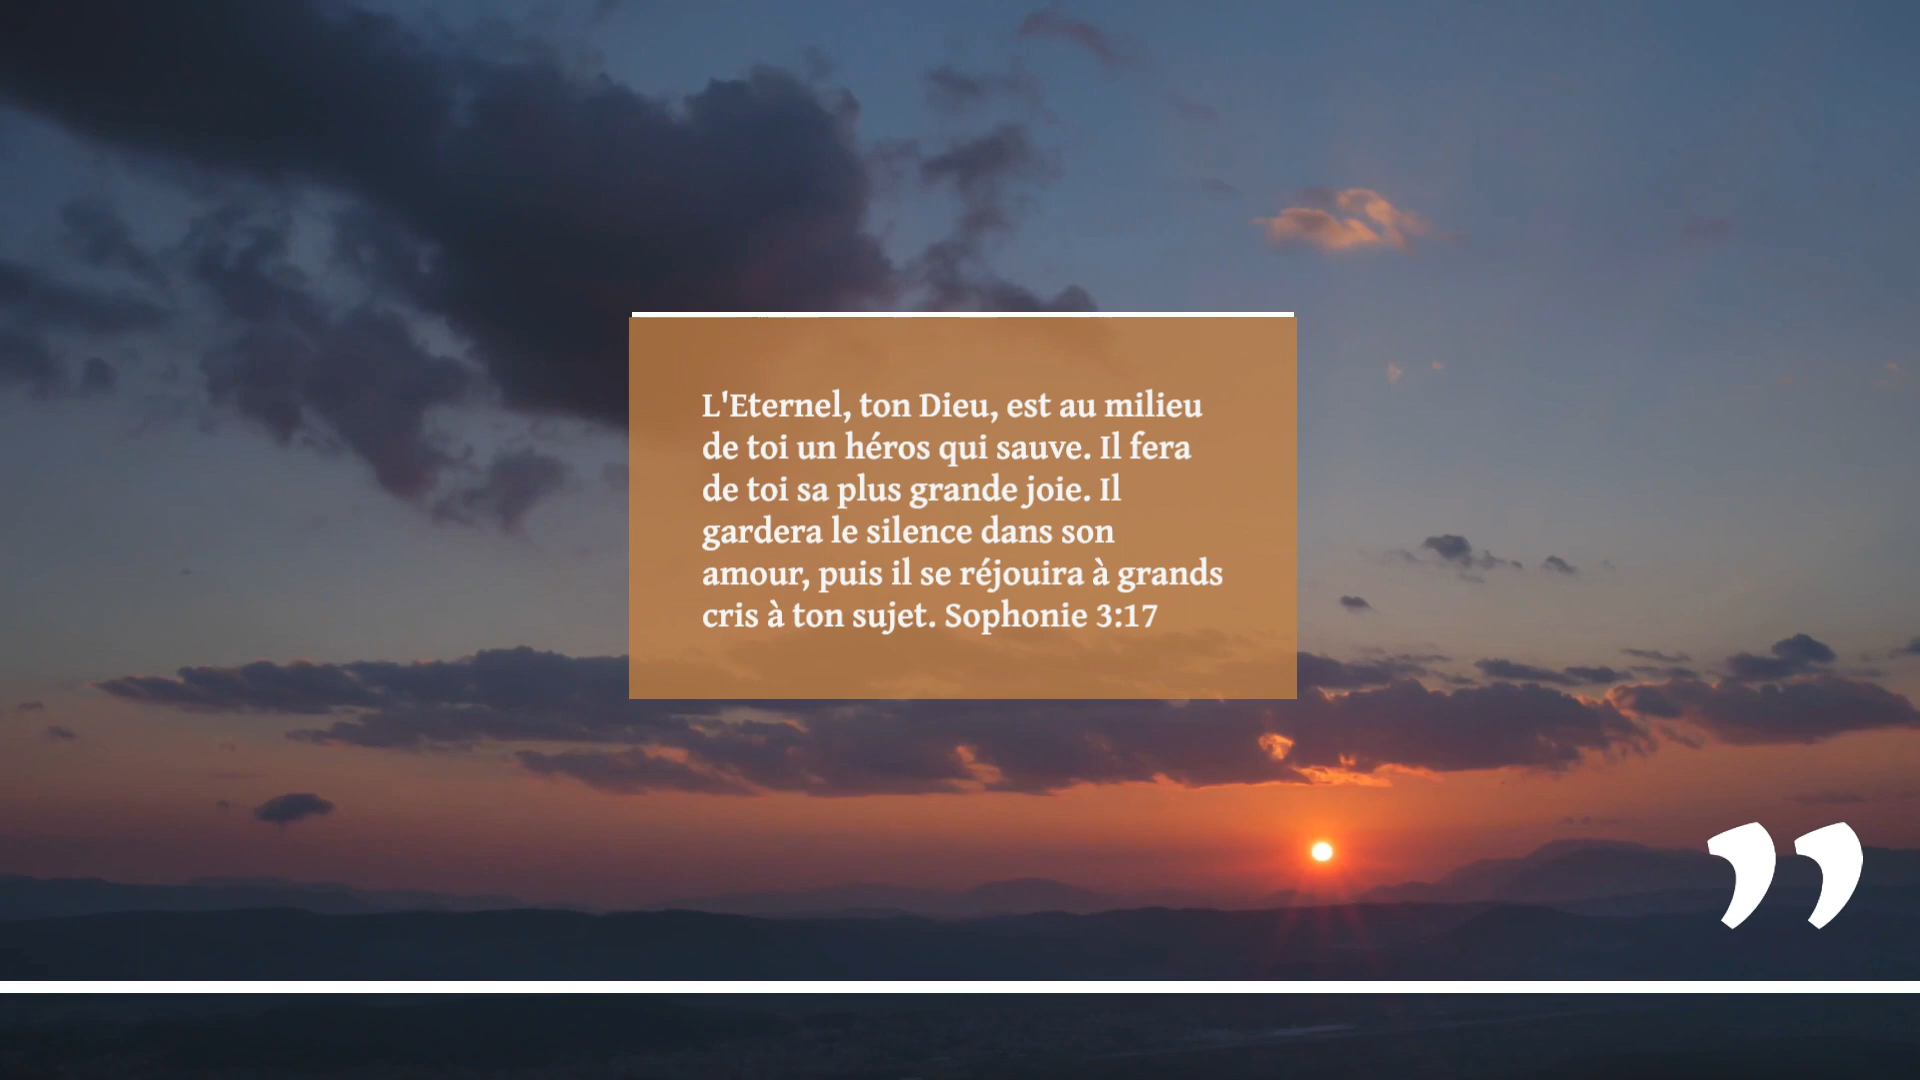 L'Eternel, ton Dieu, est au milieu
de toi un héros qui sauve. Il fera
de toi sa plus grande joie. Il
gardera le silence dans son
amour, puis il se réjouira à grands
cris à ton sujet. Sophonie 3:17
”